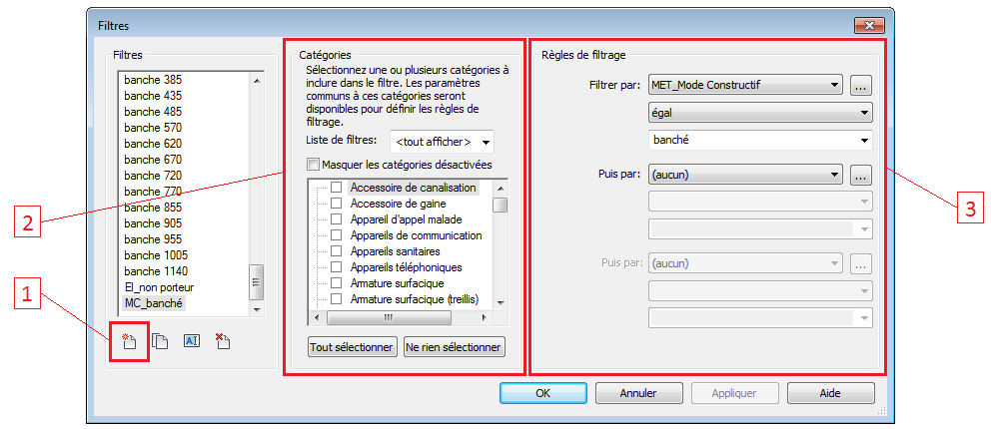 Filtres
Filtres
banche 385
banche 435
banche 485
banche 570
banche 620
banche 670
banche 720
banche 770
banche 855
banche 905
banche 955
banche 1005
banche 1140
EI_non porteur
MC_banché
1
2
Catégories
Sélectionnez une ou plusieurs catégories à
inclure dans le filtre. Les paramètres
communs à ces catégories seront
disponibles pour définir les règles de
filtrage.
Liste de filtres: <tout afficher>
Masquer les catégories désactivées
Accessoire de canalisation
Accessoire de gaine
Appareil d'appel malade
Appareils de communication
Appareils sanitaires
Appareils téléphoniques
Armature surfacique
Armature surfacique (treillis)
Tout sélectionner
Ne rien sélectionner
Règles de filtrage
Filtrer par: MET_Mode Constructif ...
égal
banché
Puis par: (aucun) ...
Puis par: (aucun) ...
3
OK
Annuler
Appliquer
Aide